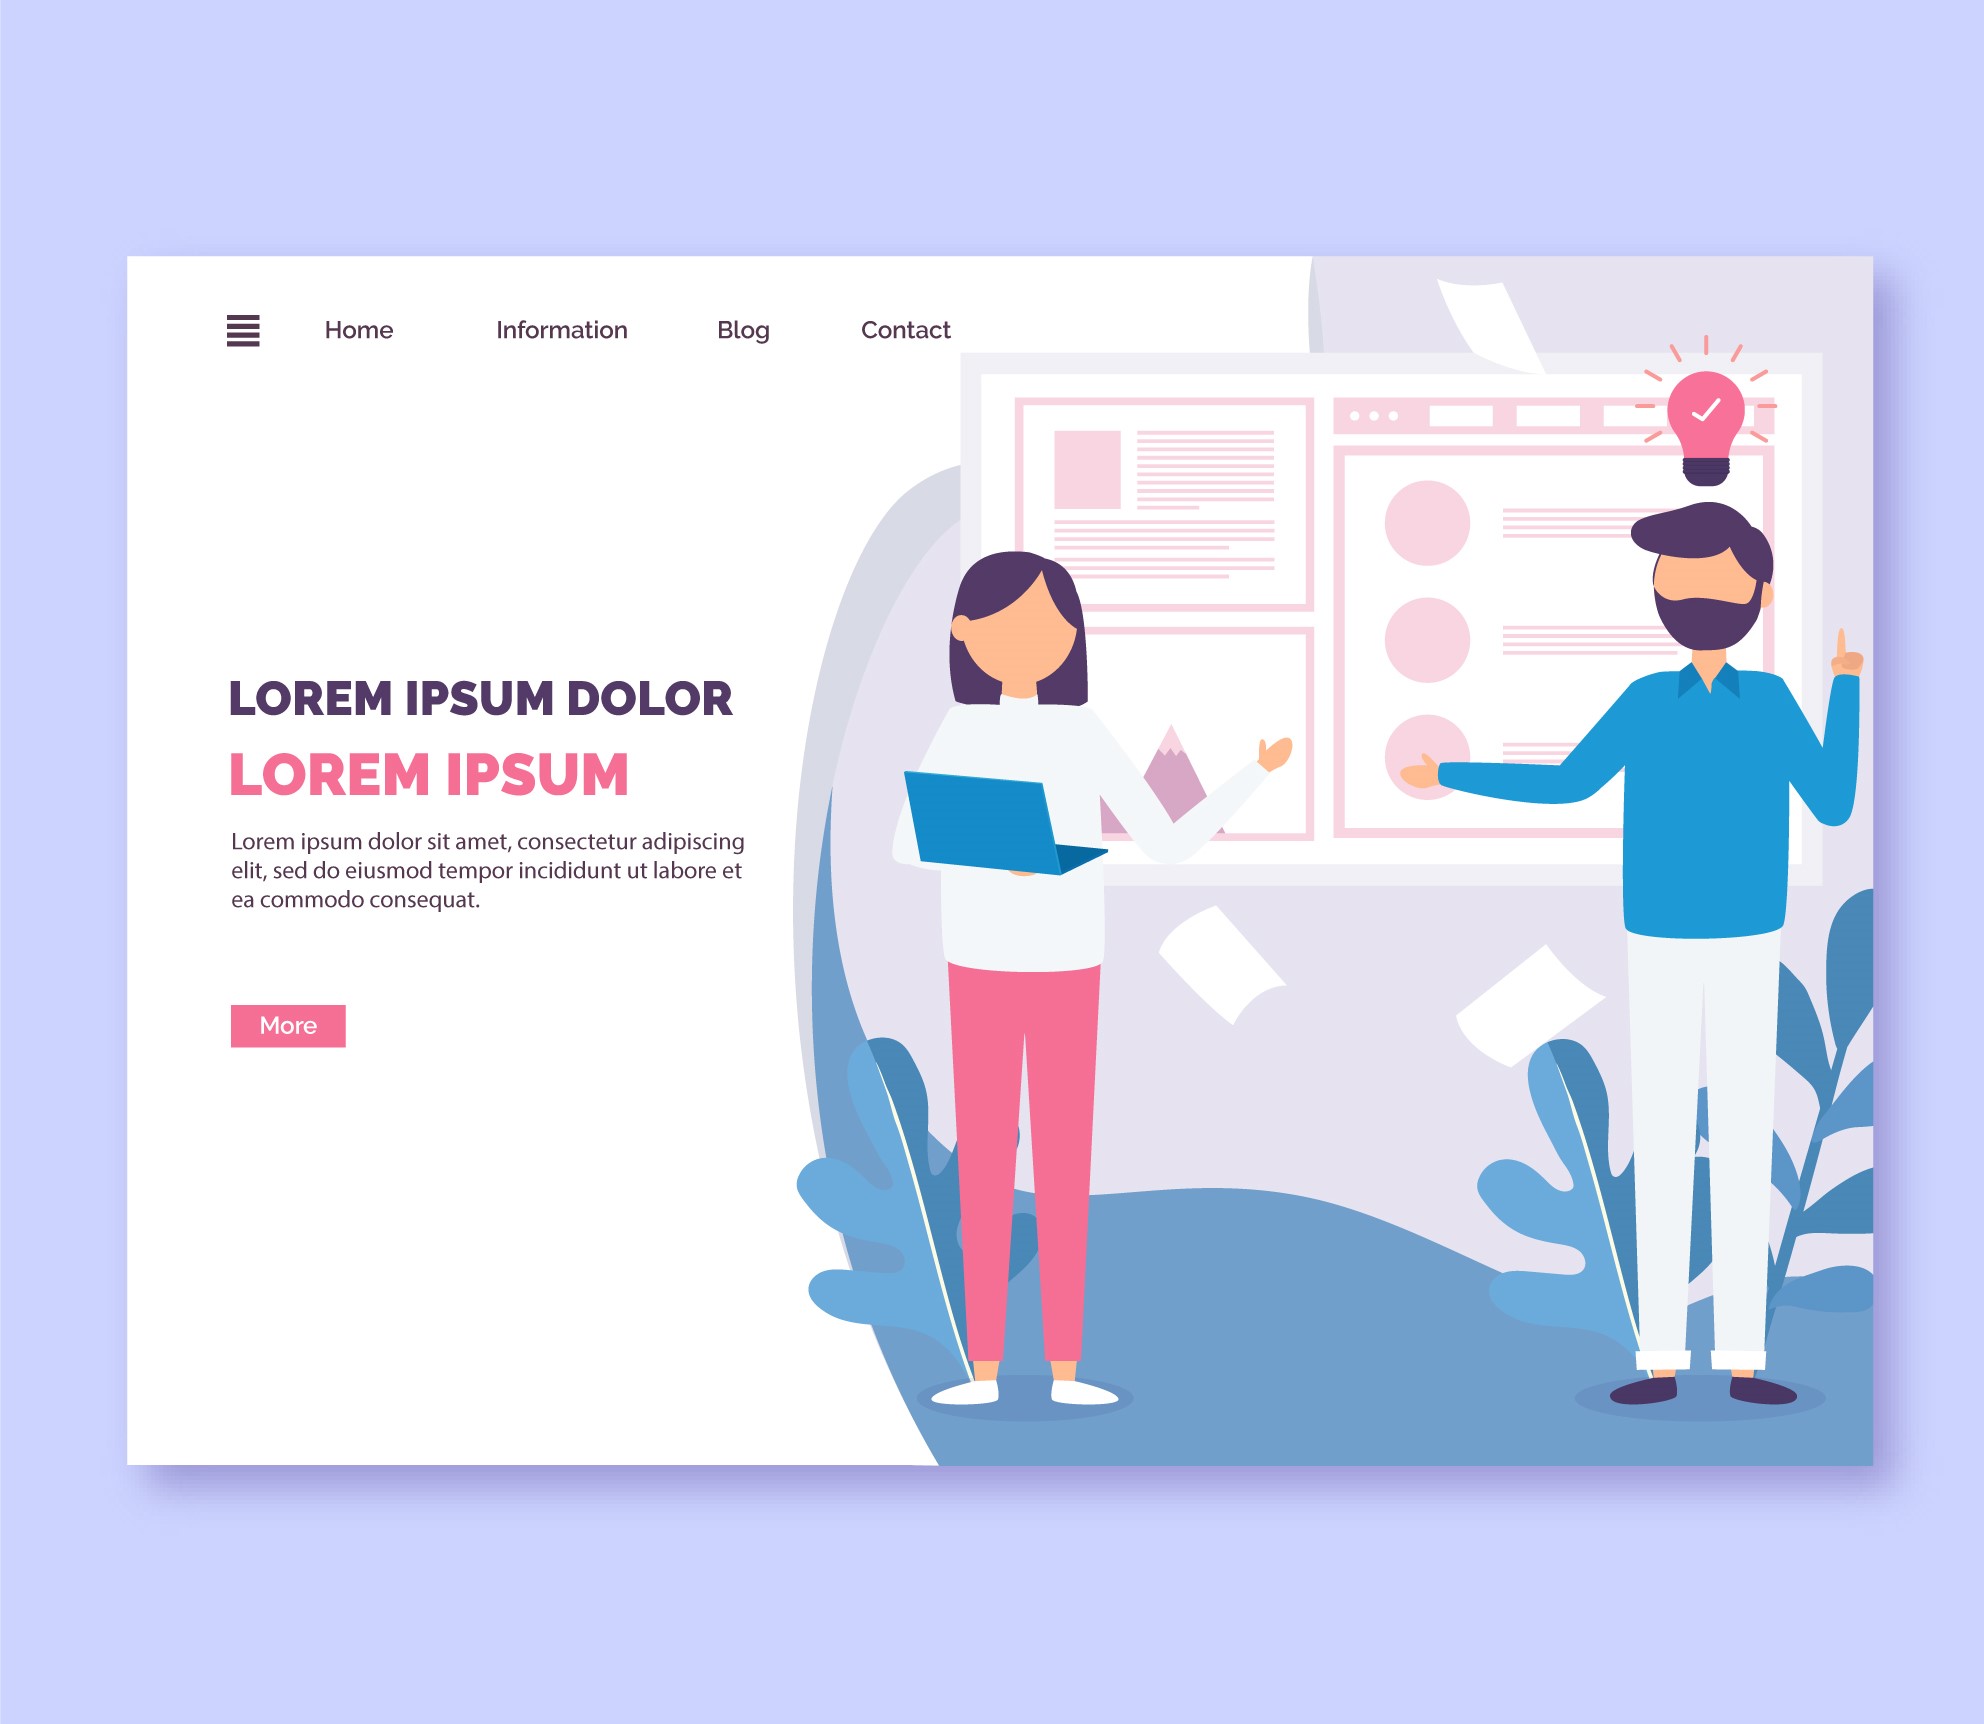 Home Information Blog Contact
LOREM IPSUM DOLOR
LOREM IPSUM
Lorem ipsum dolor sit amet, consectetur adipiscing
elit, sed do eiusmod tempor incididunt ut labore et
ea commodo consequat.
More